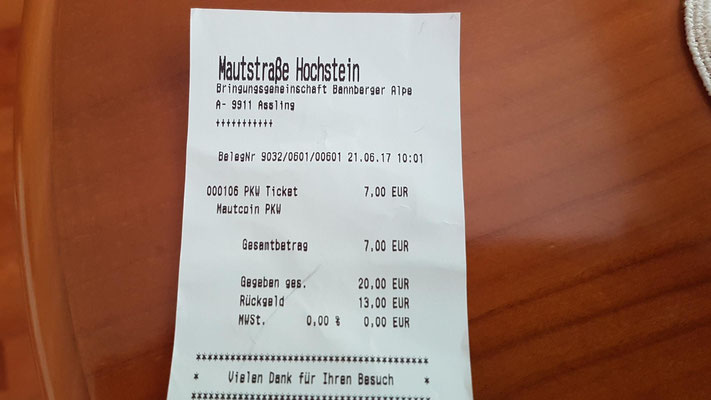 Mautstraße Hochstein
Bringungsgemeinschaft Bannberger Alpe
A- 9911 Assling
+++++++++++
BelegNr 9032/0601/00601 21.06.17 10:01
000106 PKW Ticket 7,00 EUR
Mautcoin PKW
Gesamtbetrag 7,00 EUR
Gegeben ges. 20,00 EUR
Rückgeld 13,00 EUR
MWSt. 0,00 % 0,00 EUR
***********************************
* Vielen Dank für Ihren Besuch *
***********************************